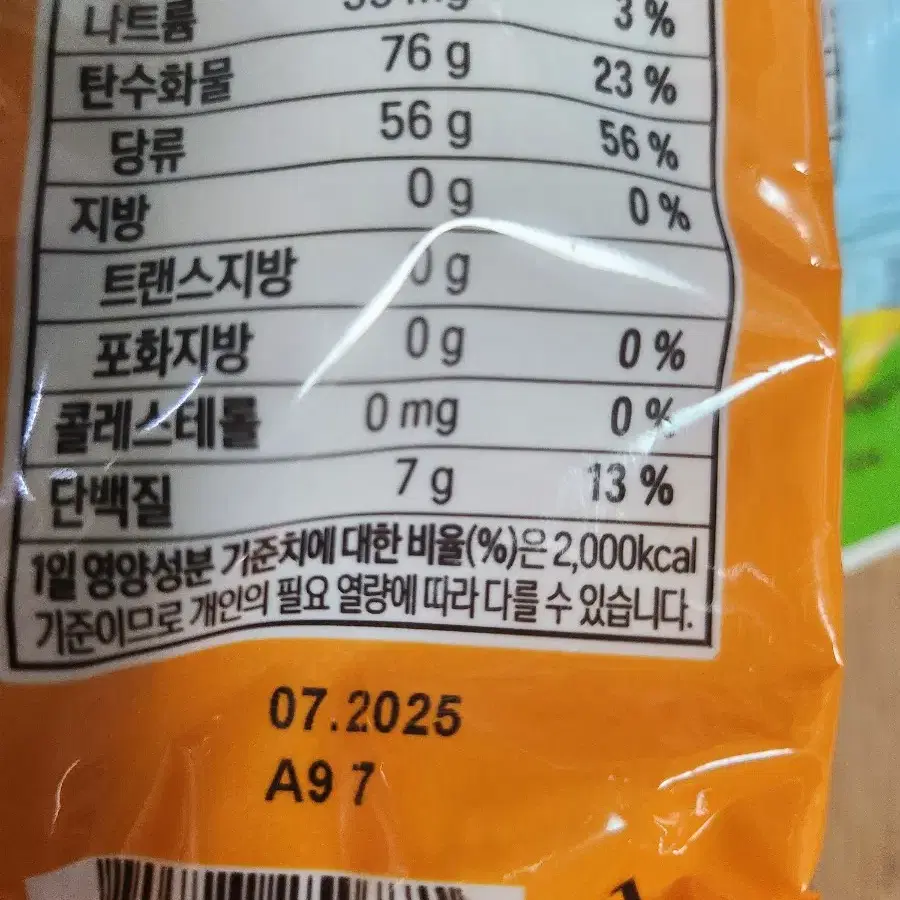 나트륨 3 %
탄수화물 76 g 23 %
당류 56 g 56 %
지방 0 g 0 %
트랜스지방 0 g
포화지방 0 g 0 %
콜레스테롤 0 mg 0 %
단백질 7 g 13 %
1일 영양성분 기준치에 대한 비율(%)은 2,000kcal
기준이므로 개인의 필요 열량에 따라 다를 수 있습니다.
07.2025
A97